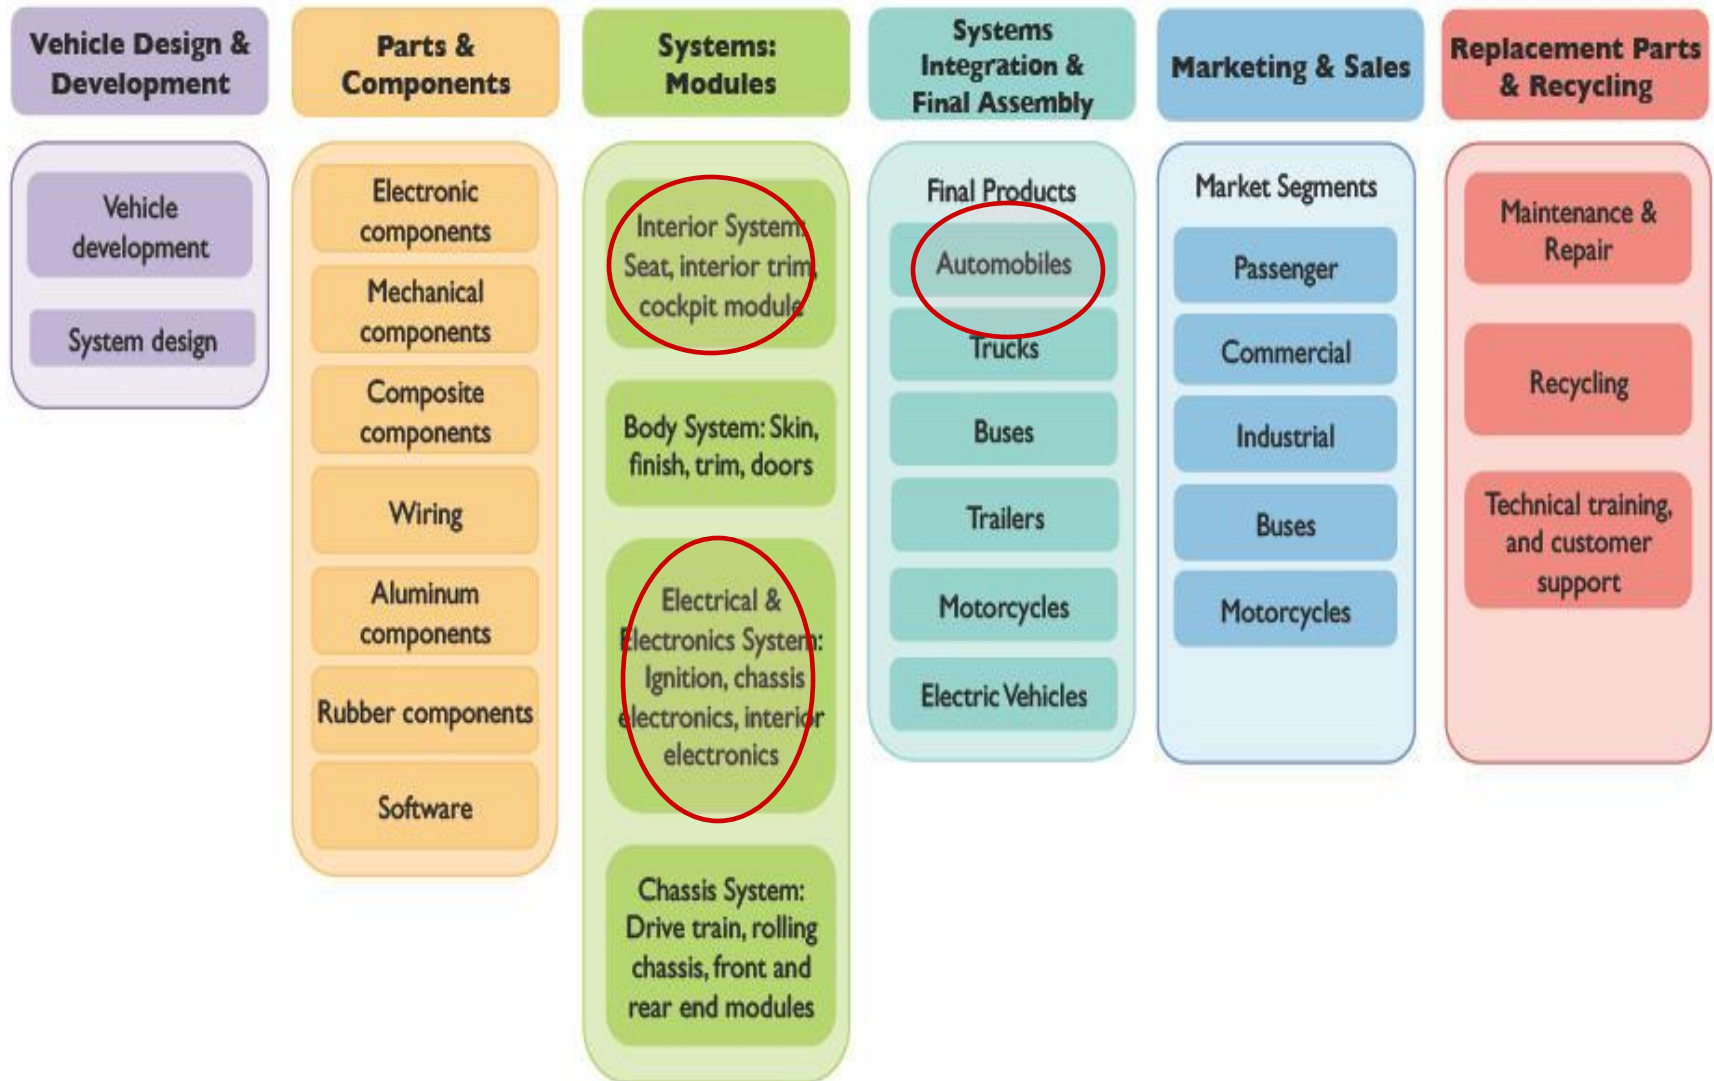 Vehicle Design &
Development
Vehicle
development
System design
Parts &
Components
Electronic
components
Mechanical
components
Composite
components
Wiring
Aluminum
components
Rubber components
Software
Systems:
Modules
Interior System:
Seat, interior trim,
cockpit module
Body System: Skin,
finish, trim, doors
Electrical &
Electronics System:
Ignition, chassis
electronics, interior
electronics
Chassis System:
Drive train, rolling
chassis, front and
rear end modules
Systems
Integration &
Final Assembly
Final Products
Automobiles
Trucks
Buses
Trailers
Motorcycles
Electric Vehicles
Marketing & Sales
Market Segments
Passenger
Commercial
Industrial
Buses
Motorcycles
Replacement Parts
& Recycling
Maintenance &
Repair
Recycling
Technical training,
and customer
support